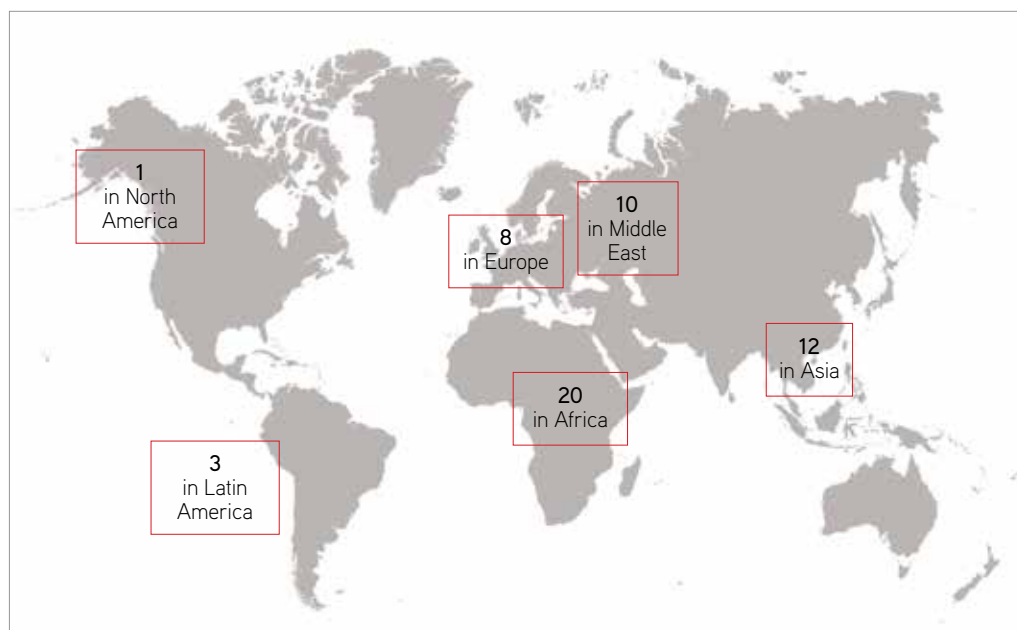 1
in North
America
8
in Europe
10
in Middle
East
12
in Asia
20
in Africa
3
in Latin
America